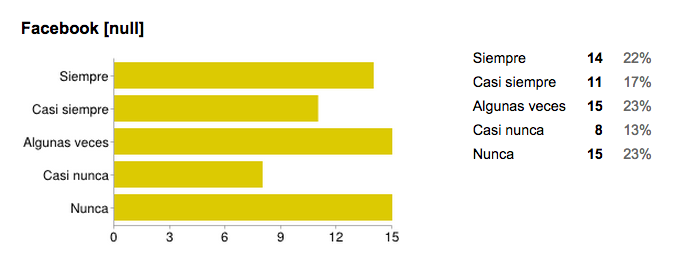 Facebook [null]
Siempre
Casi siempre
Algunas veces
Casi nunca
Nunca
0 3 6 9 12 15
Siempre 14 22%
Casi siempre 11 17%
Algunas veces 15 23%
Casi nunca 8 13%
Nunca 15 23%